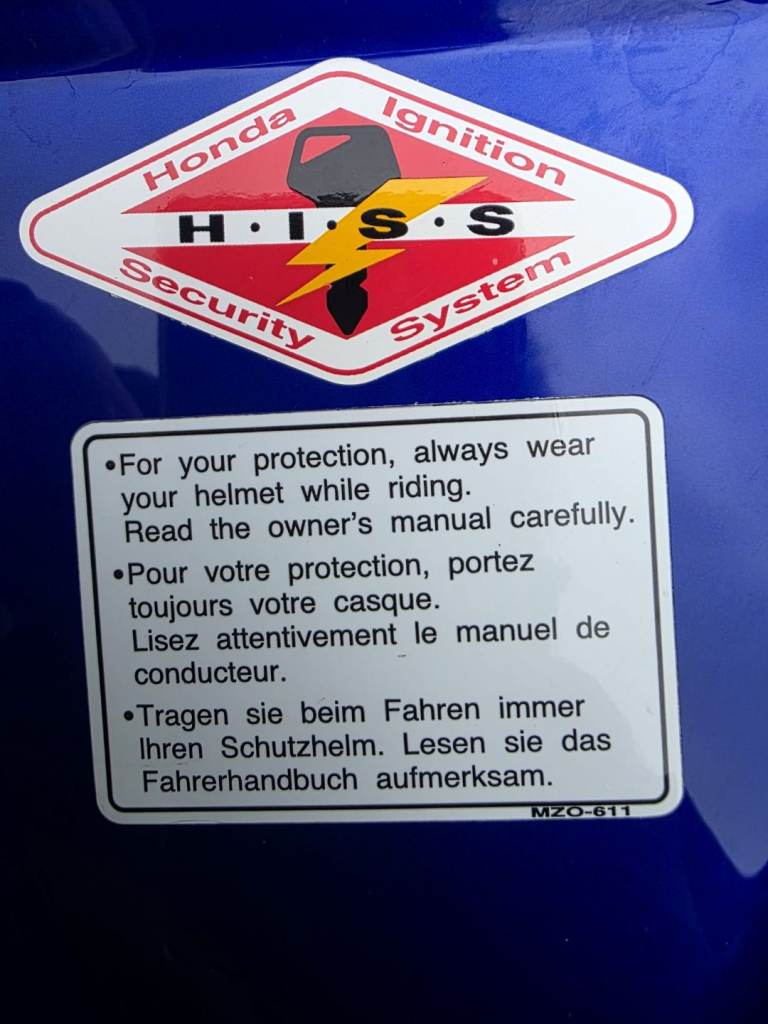 Honda Ignition
H·I·S·S
Security System
•For your protection, always wear
your helmet while riding.
Read the owner's manual carefully.
•Pour votre protection, portez
toujours votre casque.
Lisez attentivement le manuel de
conducteur.
•Tragen sie beim Fahren immer
Ihren Schutzhelm. Lesen sie das
Fahrerhandbuch aufmerksam.
MZO-611